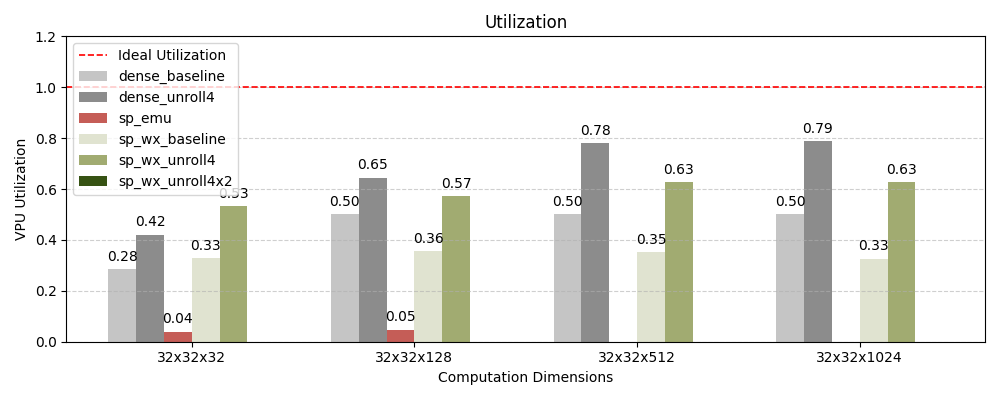 Utilization
VPU Utilization
1.2
1.0
0.8
0.6
0.4
0.2
0.0
Ideal Utilization
dense_baseline
dense_unroll4
sp_emu
sp_wx_baseline
sp_wx_unroll4
sp_wx_unroll4x2
0.28
0.42
0.04
0.33
0.53
0.50
0.65
0.05
0.36
0.57
0.50
0.78
0.35
0.63
0.50
0.79
0.33
0.63
32x32x32
32x32x128
32x32x512
32x32x1024
Computation Dimensions